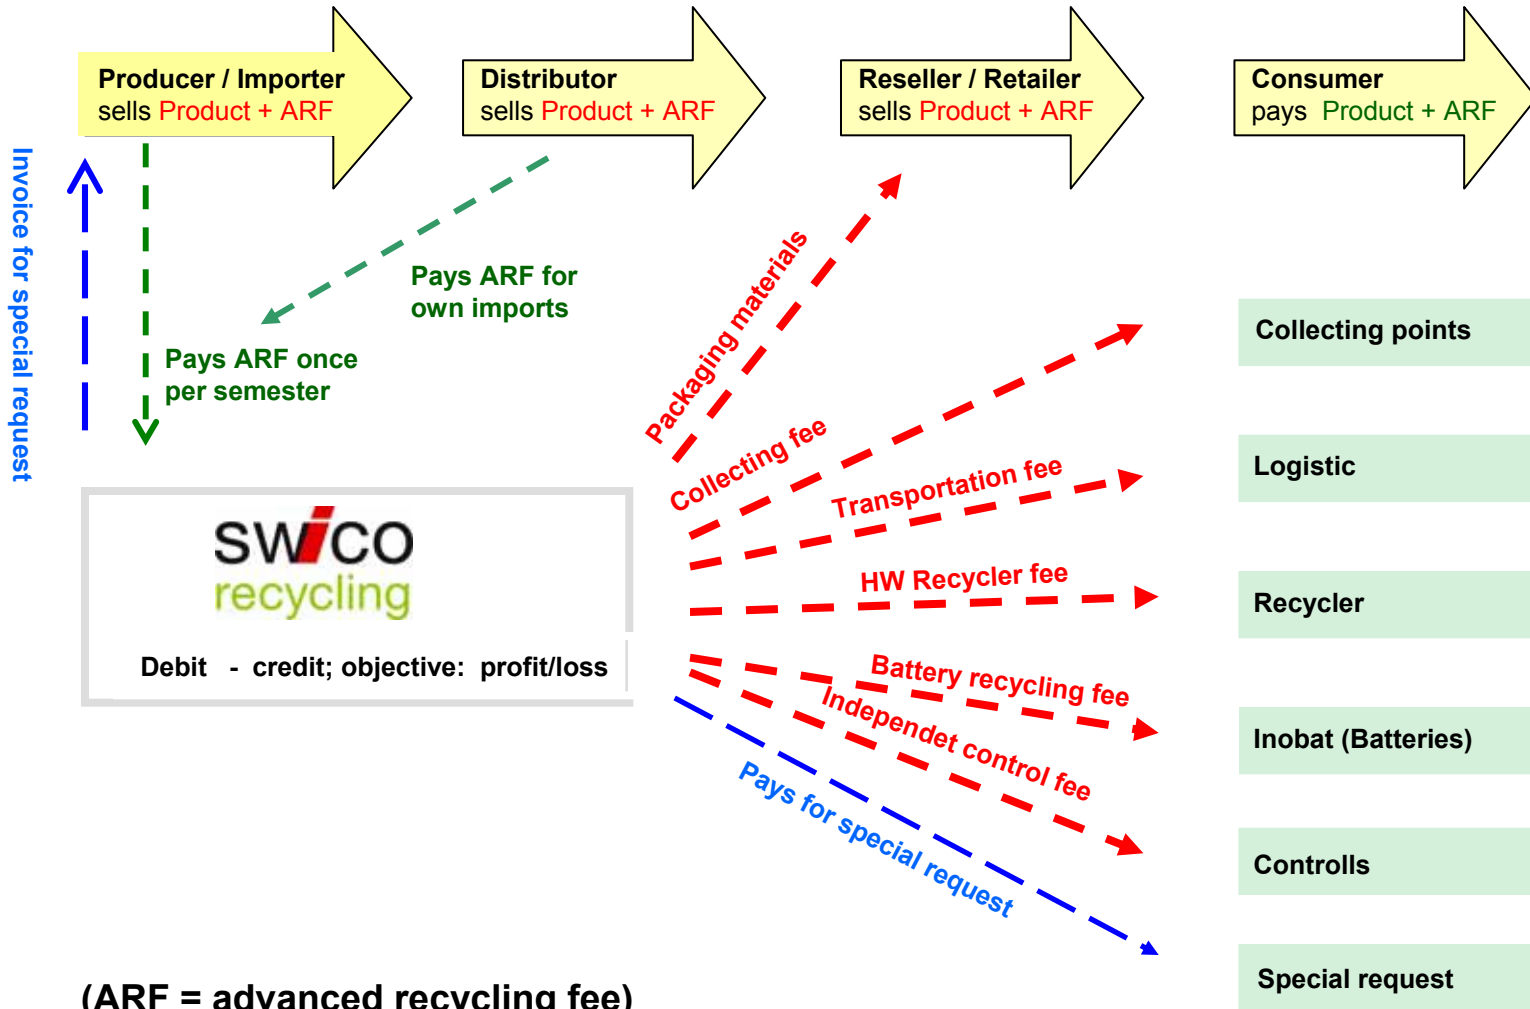 Producer / Importer
sells Product + ARF
Distributor
sells Product + ARF
Reseller / Retailer
sells Product + ARF
Consumer
pays Product + ARF
Invoice for special request
Pays ARF for
own imports
Pays ARF once
per semester
Packaging materials
Collecting fee
Transportation fee
HW Recycler fee
Battery recycling fee
Independet control fee
Pays for special request
swico
recycling
Debit - credit; objective: profit/loss
Collecting points
Logistic
Recycler
Inobat (Batteries)
Controlls
Special request
(ARF = advanced recycling fee)